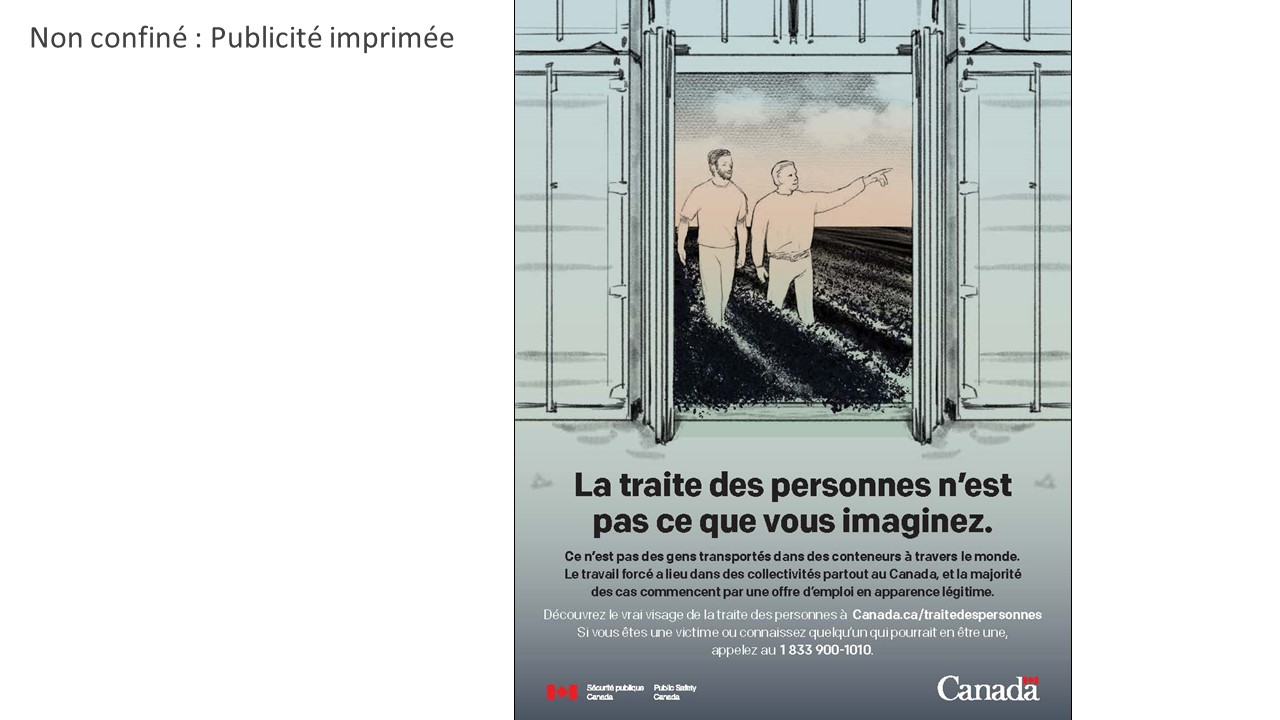 Non confiné : Publicité imprimée
La traite des personnes n'est
pas ce que vous imaginez.
Ce n'est pas des gens transportés dans des conteneurs à travers le monde.
Le travail forcé a lieu dans des collectivités partout au Canada, et la majorité
des cas commencent par une offre d'emploi en apparence légitime.
Découvrez le vrai visage de la traite des personnes à Canada.ca/traitedespersonnes
Si vous êtes une victime ou connaissez quelqu'un qui pourrait en être une,
appelez au 1 833 900-1010.
Sécurité publique Public Safety
Canada Canada
Canada